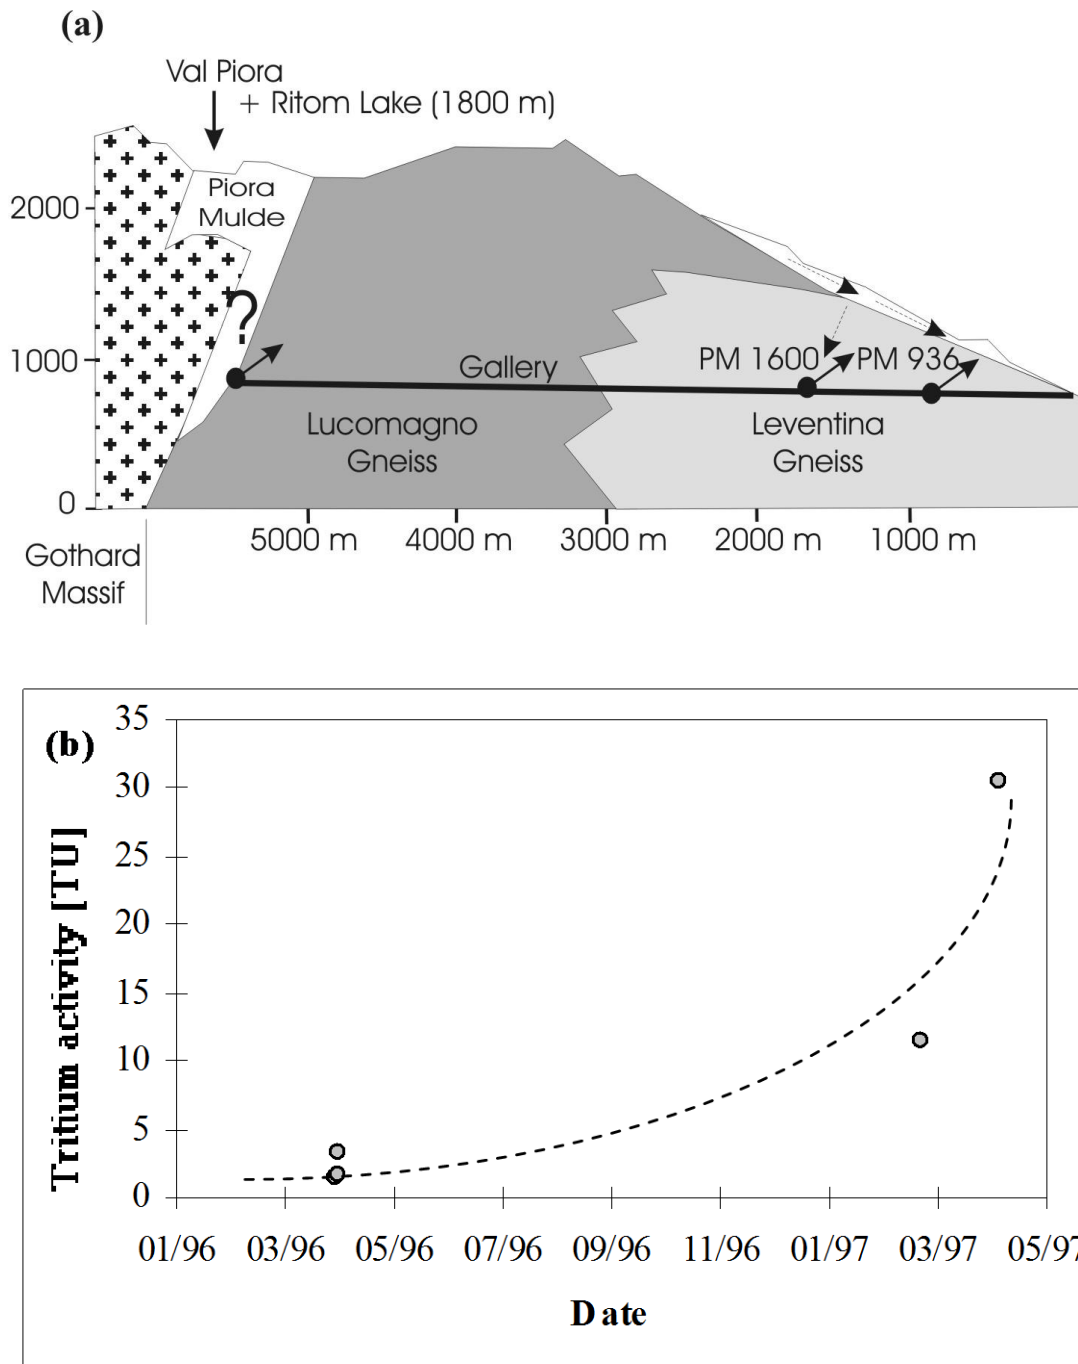 (a)
Val Piora
+ Ritom Lake (1800 m)
Piora
Mulde
2000
?
1000
Gallery
PM 1600
PM 936
Lucomagno
Gneiss
Leventina
Gneiss
0
5000 m
4000 m
3000 m
2000 m
1000 m
Gothard
Massif
(b)
Tritium activity [TU]
35
30
25
20
15
10
5
0
01/96
03/96
05/96
07/96
09/96
11/96
01/97
03/97
05/97
Date